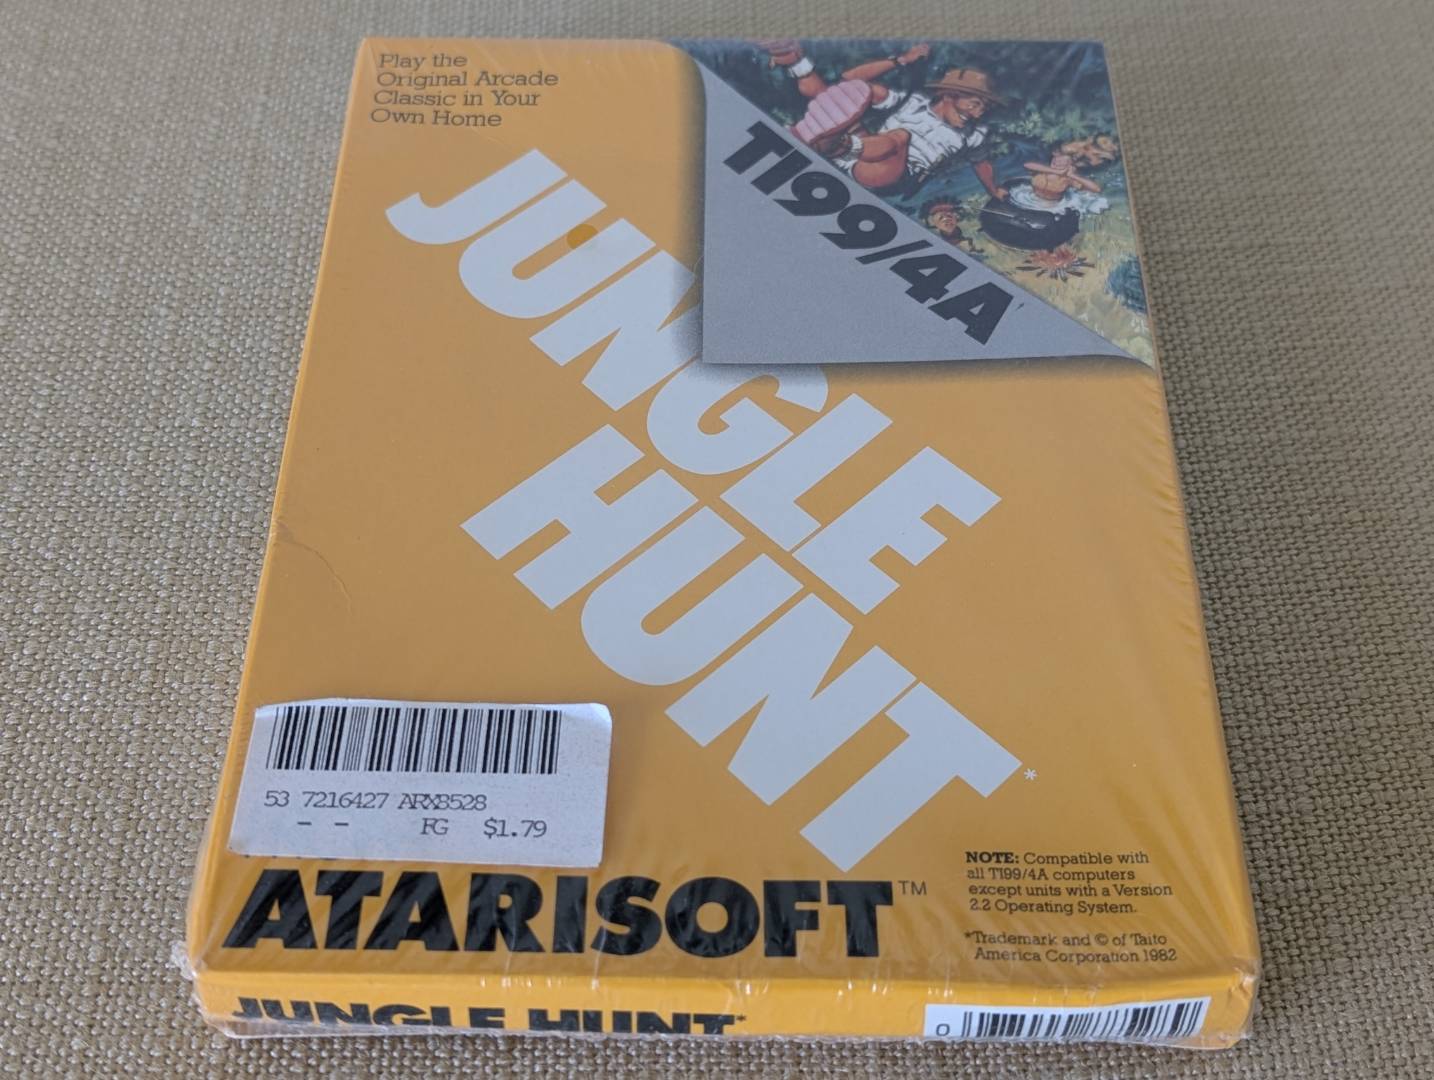 Play the
Original Arcade
Classic in Your
Own Home
TI99/4A
JUNGLE
HUNT*
53 7216427 ARX8528
- - FG $1.79
ATARISOFT™
NOTE: Compatible with
all TI99/4A computers
except units with a Version
2.2 Operating System.
*Trademark and © of Taito
America Corporation 1982
JUNGLE HUNT*
0